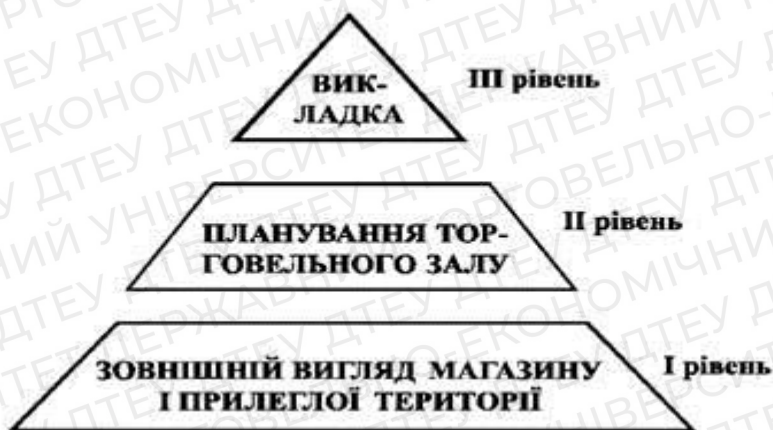 ВИК-
ЛАДКА
III рівень
ПЛАНУВАННЯ ТОР-
ГОВЕЛЬНОГО ЗАЛУ
II рівень
ЗОВНІШНІЙ ВИГЛЯД МАГАЗИНУ
І ПРИЛЕГЛОЇ ТЕРИТОРІЇ
I рівень